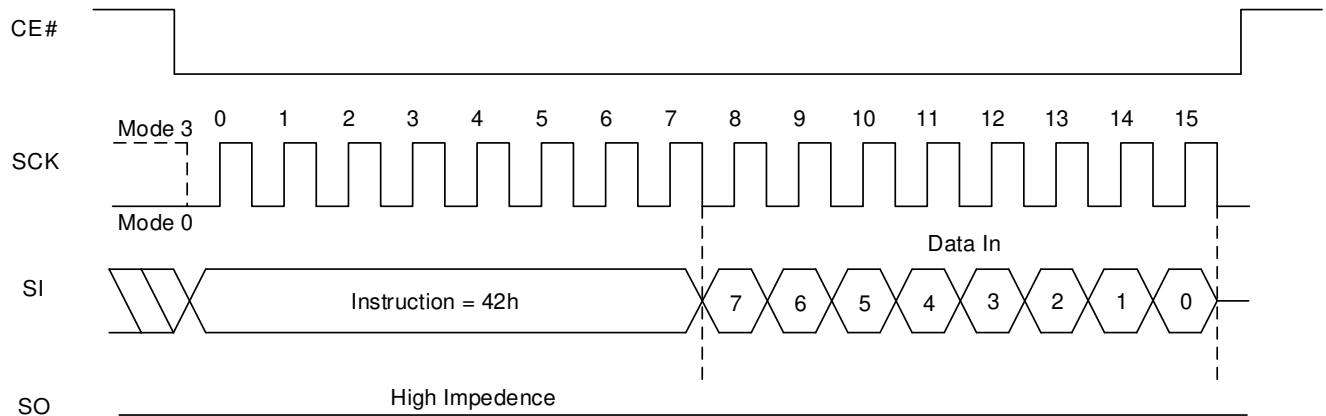 CE#
Mode 3
0 1 2 3 4 5 6 7 8 9 10 11 12 13 14 15
SCK
Mode 0
Data In
SI
Instruction = 42h
7 6 5 4 3 2 1 0
High Impedence
SO